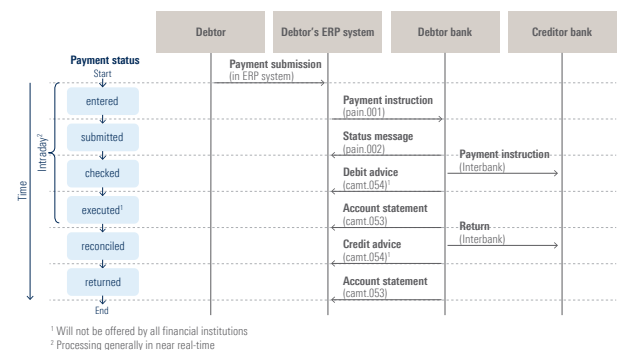 Debtor
Debtor's ERP system
Debtor bank
Creditor bank
Payment status
Start
Payment submission
(in ERP system)
entered
Payment instruction
(pain.001)
submitted
Status message
(pain.002)
Payment instruction
(Interbank)
checked
Debit advice
(camt.054)¹
executed¹
Account statement
(camt.053)
Return
(Interbank)
reconciled
Credit advice
(camt.054)¹
returned
Account statement
(camt.053)
End
Time
Intraday²
¹ Will not be offered by all financial institutions
² Processing generally in near real-time